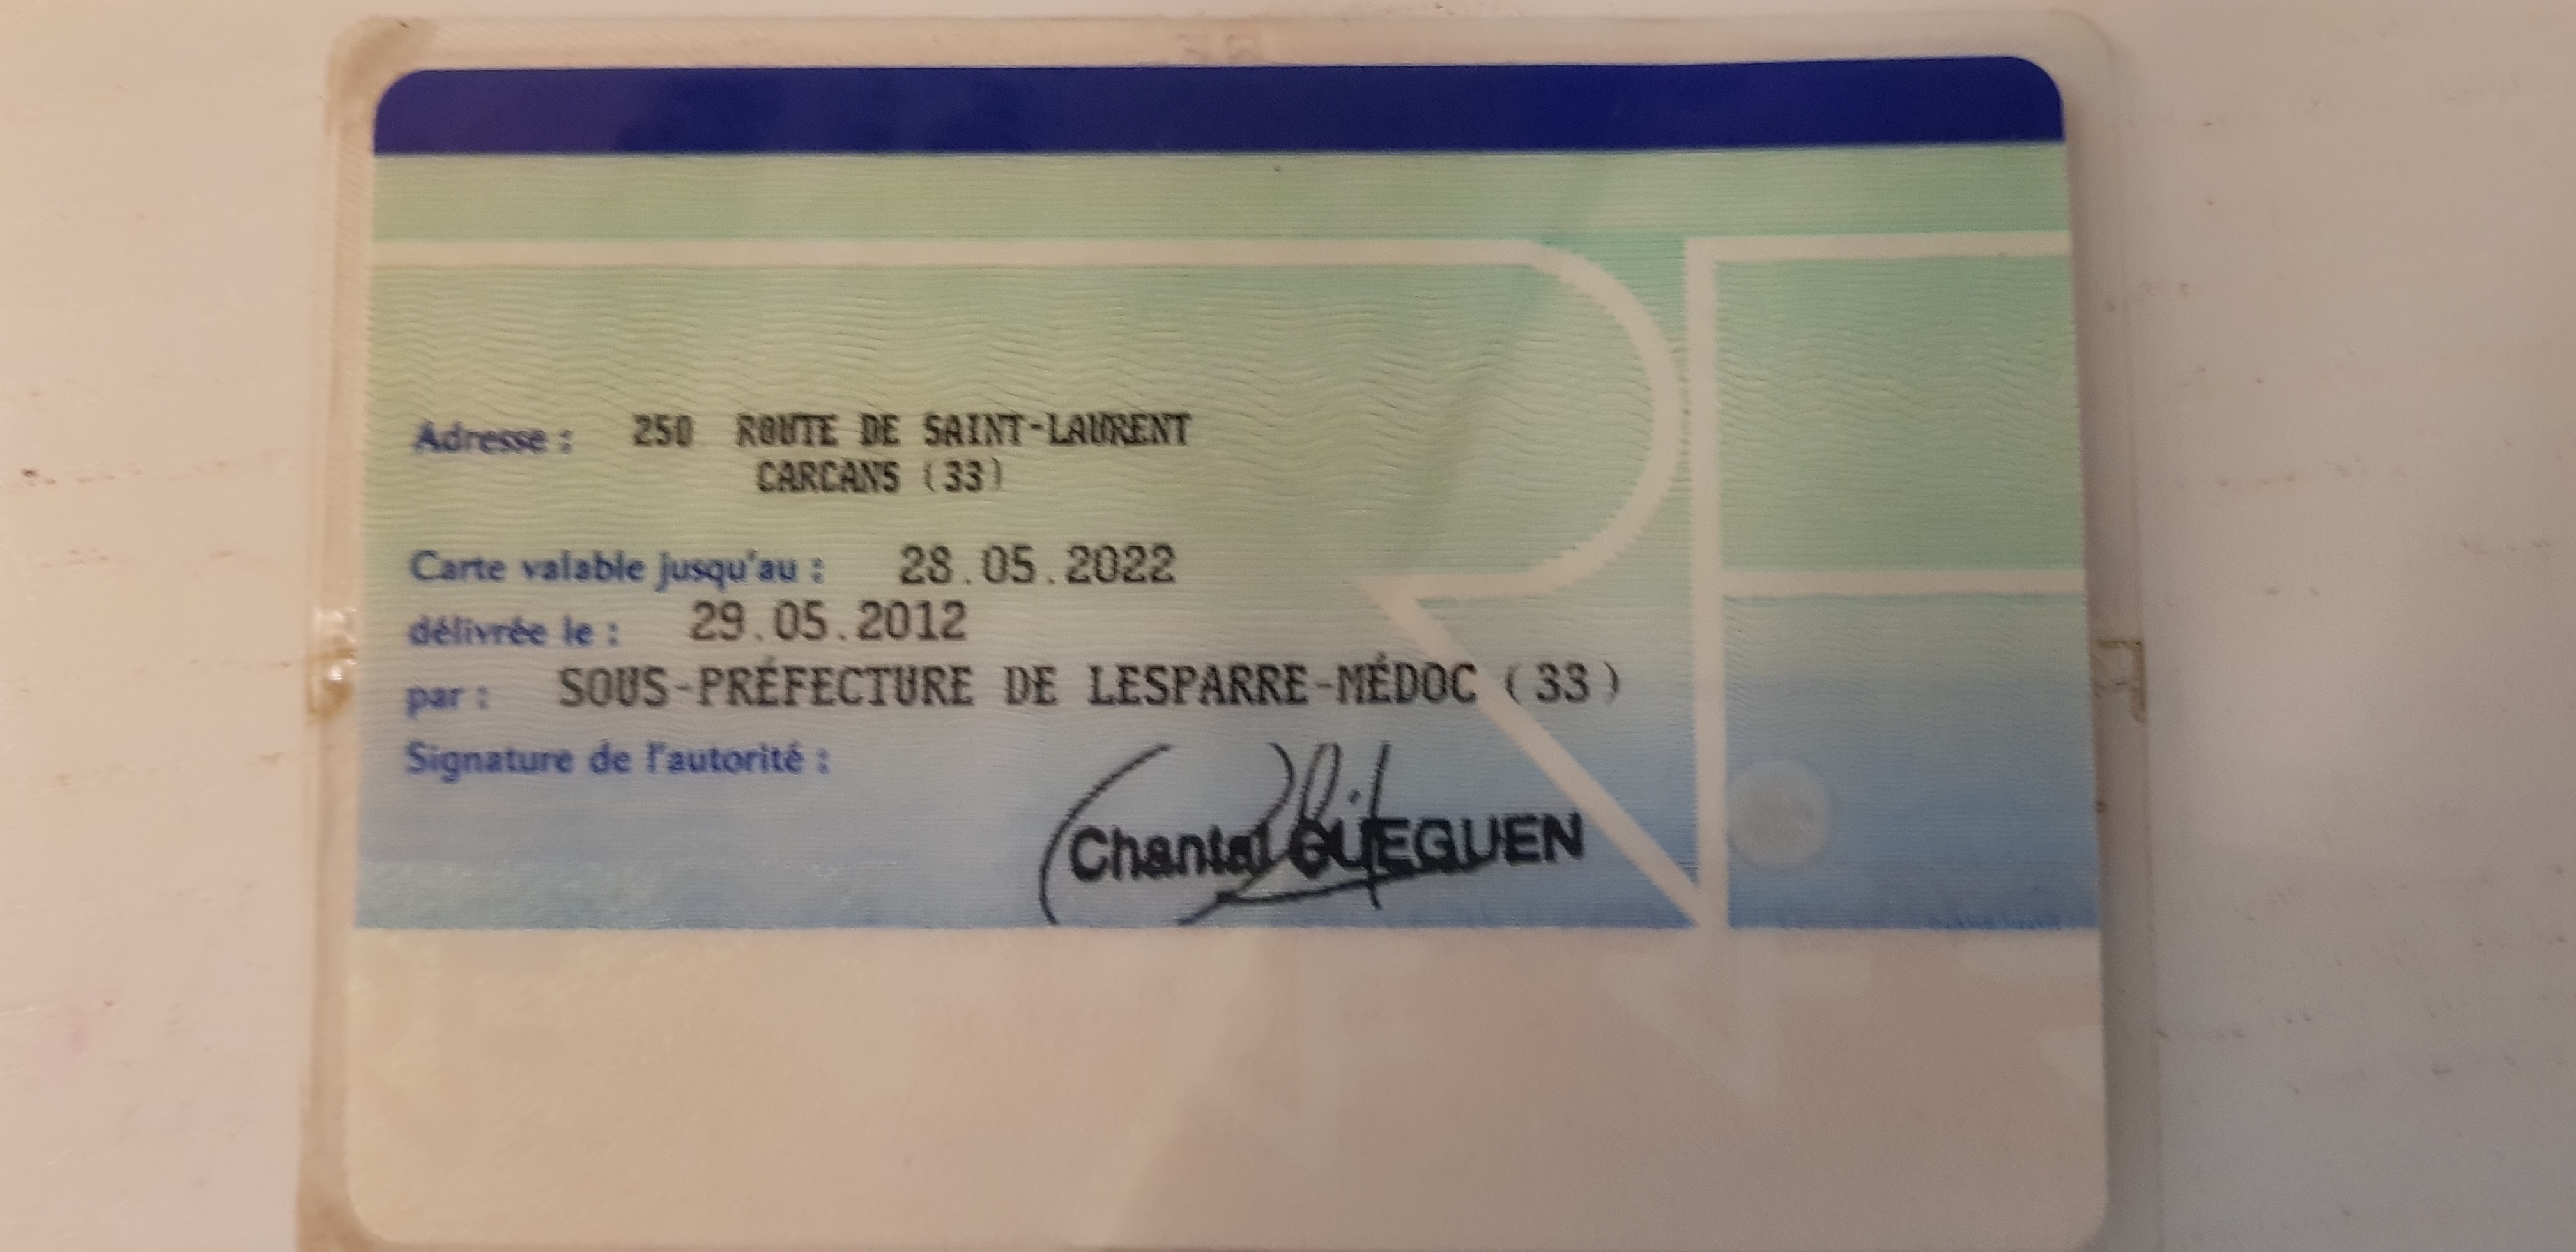 Adresse : 250 ROUTE DE SAINT-LAURENT
CARCANS (33)
Carte valable jusqu'au : 28.05.2022
délivrée le : 29.05.2012
par : SOUS-PRÉFECTURE DE LESPARRE-MÉDOC (33)
Signature de l'autorité :
Chantal GUEGUEN
RF